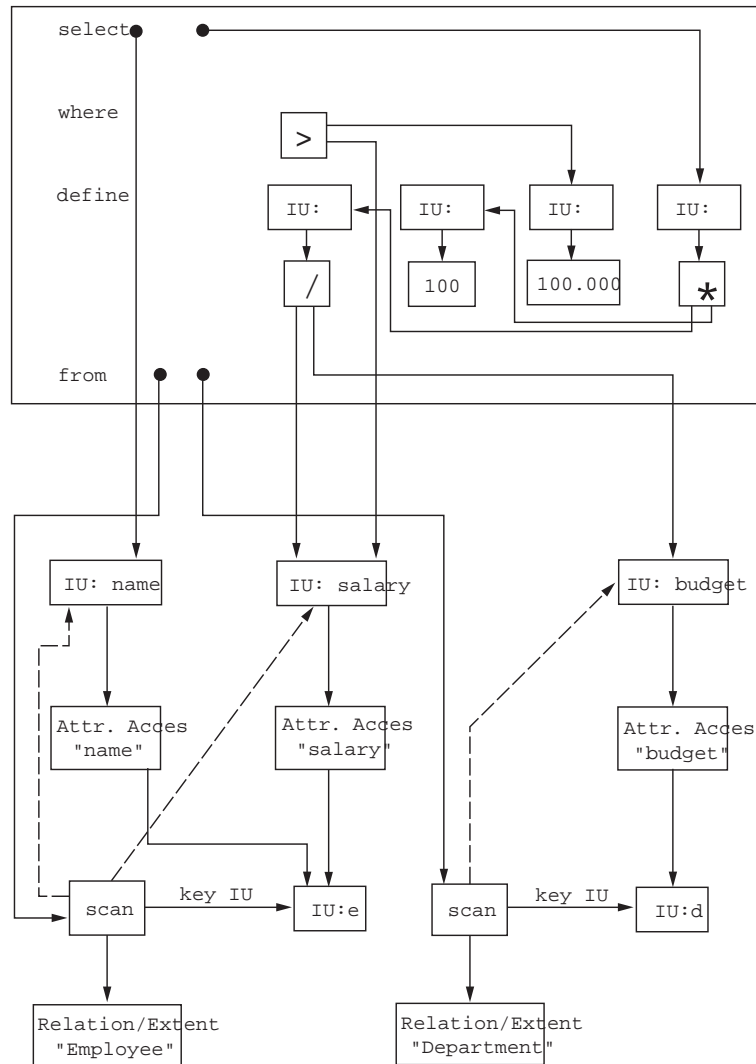 select
where
>
define
IU:
IU:
IU:
IU:
/
100
100.000
*
from
IU: name
IU: salary
IU: budget
Attr. Acces
"name"
Attr. Acces
"salary"
Attr. Acces
"budget"
scan
key IU
IU:e
scan
key IU
IU:d
Relation/Extent
"Employee"
Relation/Extent
"Department"